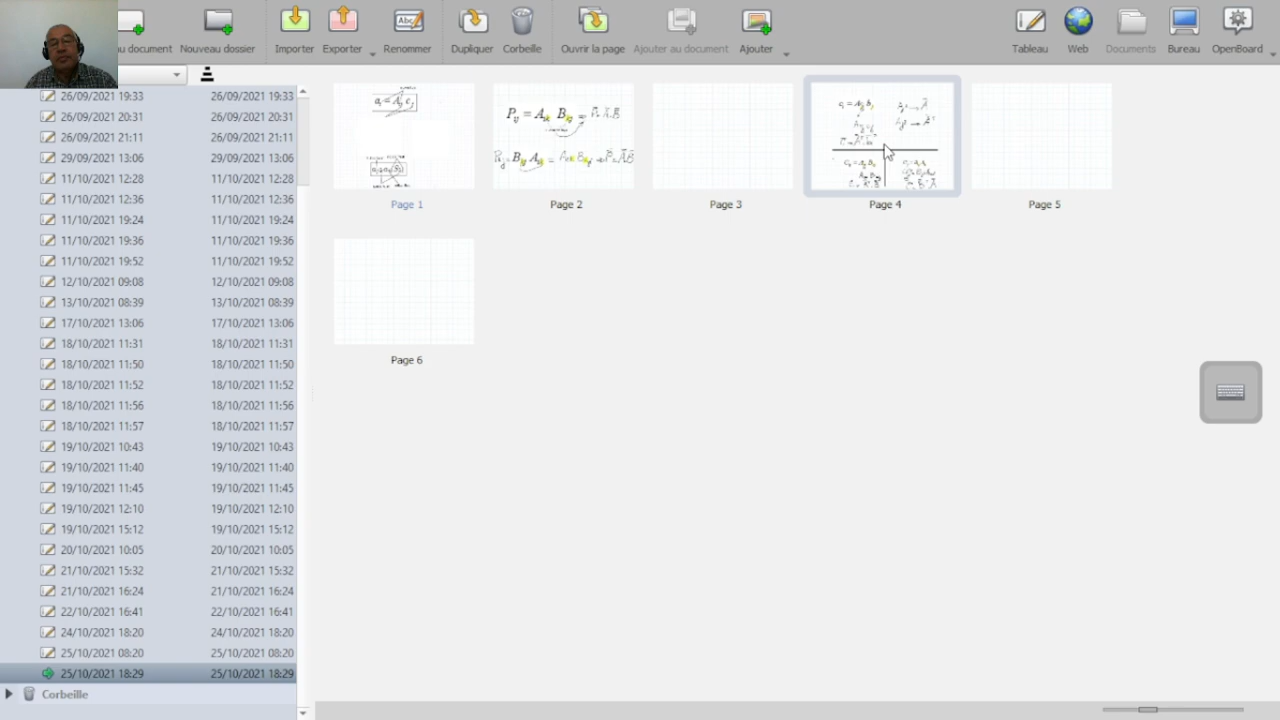 au document Nouveau dossier Importer Exporter Renommer Dupliquer Corbeille Ouvrir la page Ajouter au document Ajouter Tableau Web Documents Bureau OpenBoard
26/09/2021 19:33 26/09/2021 19:33
26/09/2021 20:31 26/09/2021 20:31
26/09/2021 21:11 26/09/2021 21:11
29/09/2021 13:06 29/09/2021 13:06
11/10/2021 12:28 11/10/2021 12:28
11/10/2021 12:36 11/10/2021 12:36
11/10/2021 19:24 11/10/2021 19:24
11/10/2021 19:36 11/10/2021 19:36
11/10/2021 19:52 11/10/2021 19:52
12/10/2021 09:08 12/10/2021 09:08
13/10/2021 08:39 13/10/2021 08:39
17/10/2021 13:06 17/10/2021 13:06
18/10/2021 11:31 18/10/2021 11:31
18/10/2021 11:50 18/10/2021 11:50
18/10/2021 11:52 18/10/2021 11:52
18/10/2021 11:56 18/10/2021 11:56
18/10/2021 11:57 18/10/2021 11:57
19/10/2021 10:43 19/10/2021 10:43
19/10/2021 11:40 19/10/2021 11:40
19/10/2021 11:45 19/10/2021 11:45
19/10/2021 12:10 19/10/2021 12:10
19/10/2021 15:12 19/10/2021 15:12
20/10/2021 10:05 20/10/2021 10:05
21/10/2021 15:32 21/10/2021 15:32
21/10/2021 16:24 21/10/2021 16:24
22/10/2021 16:41 22/10/2021 16:41
24/10/2021 18:20 24/10/2021 18:20
25/10/2021 08:20 25/10/2021 08:20
25/10/2021 18:29 25/10/2021 18:29
Corbeille
Page 1 Page 2 Page 3 Page 4 Page 5
Page 6